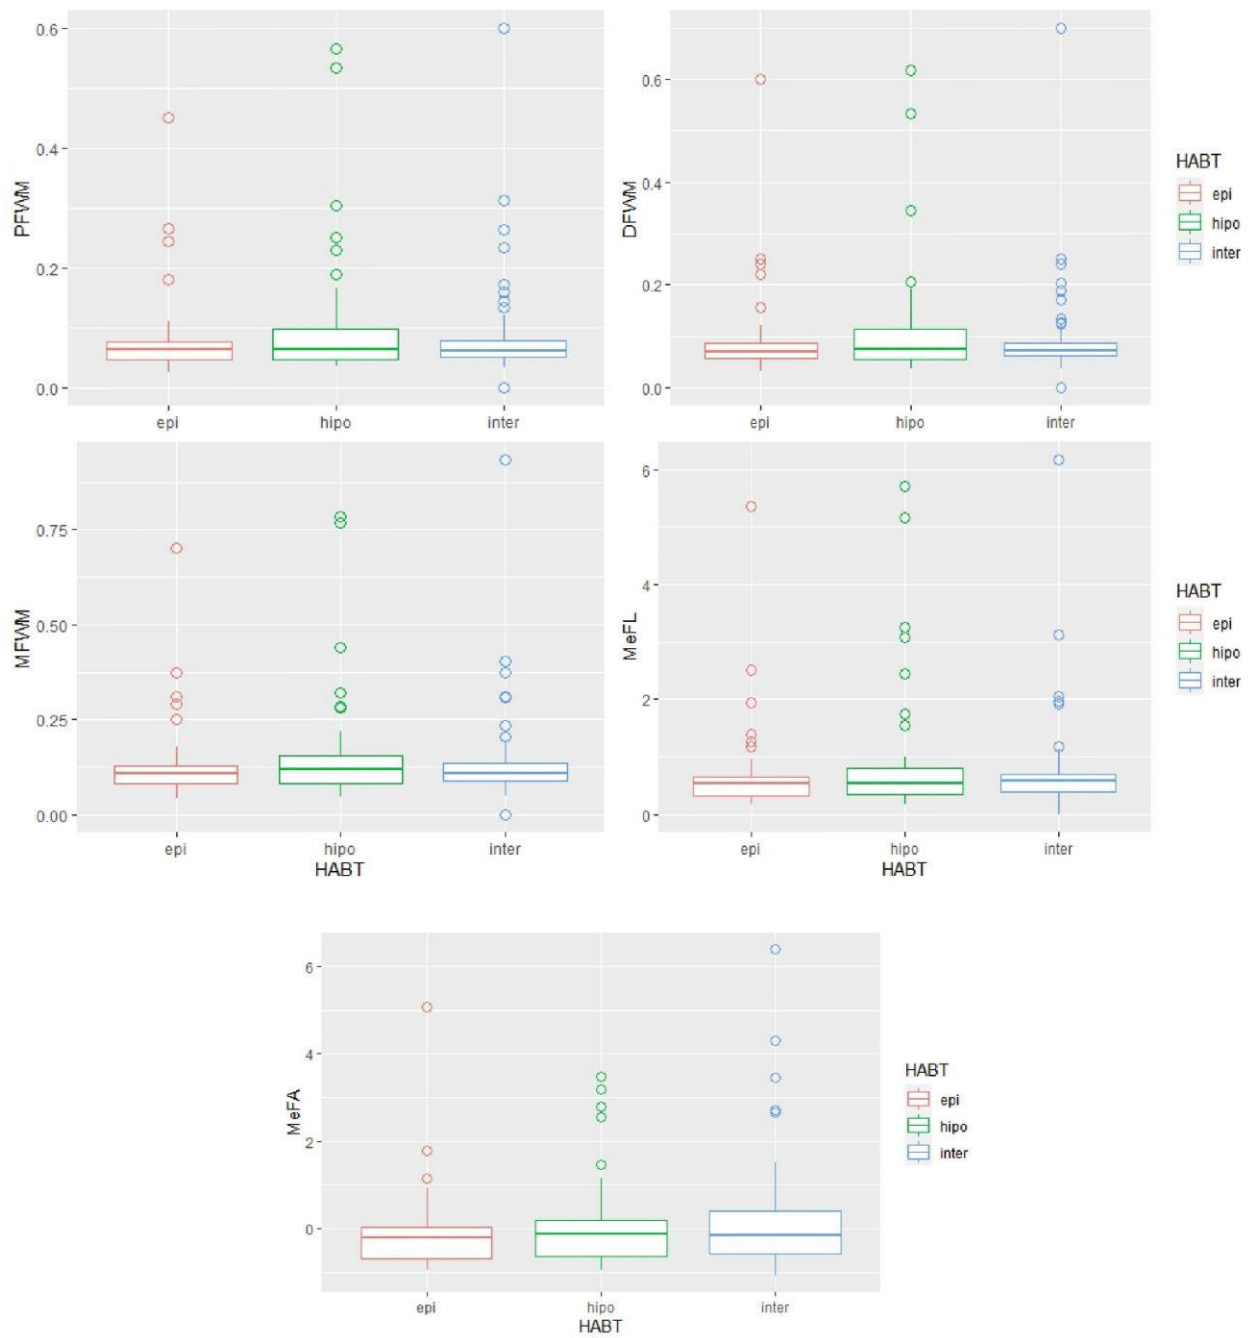 PFWM
0.6
0.4
0.2
0.0
epi
hipo
inter
DFWM
0.6
0.4
0.2
0.0
epi
hipo
inter
HABT
epi
hipo
inter
MFWM
0.75
0.50
0.25
0.00
epi
hipo
inter
HABT
MeFL
6
4
2
0
epi
hipo
inter
HABT
HABT
epi
hipo
inter
MeFA
6
4
2
0
epi
hipo
inter
HABT
HABT
epi
hipo
inter